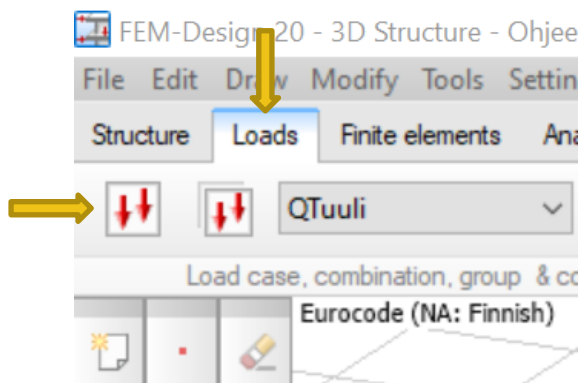 FEM-Design 20 - 3D Structure - Ohjee
File Edit Draw Modify Tools Settin
Structure Loads Finite elements Ana
QTuuli
Load case, combination, group & co
Eurocode (NA: Finnish)